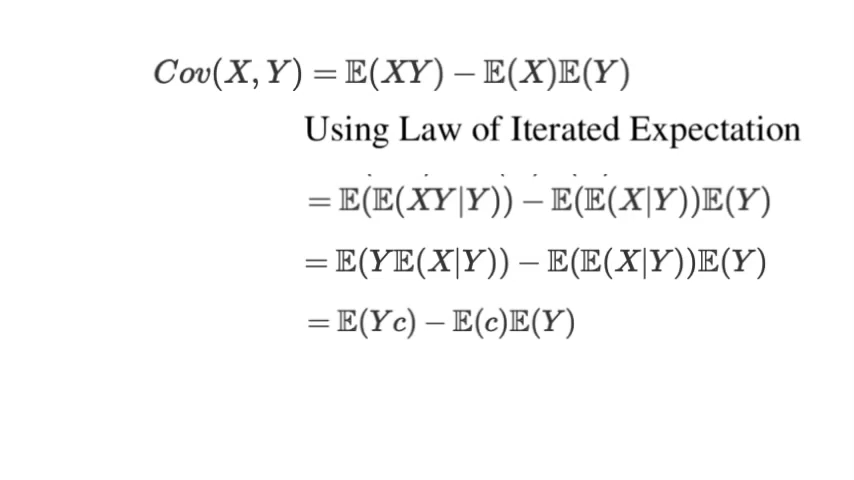 Cov(X, Y) = 𝔼(XY) − 𝔼(X)𝔼(Y)
Using Law of Iterated Expectation
= 𝔼(𝔼(XY|Y)) − 𝔼(𝔼(X|Y))𝔼(Y)
= 𝔼(Y𝔼(X|Y)) − 𝔼(𝔼(X|Y))𝔼(Y)
= 𝔼(Yc) − 𝔼(c)𝔼(Y)